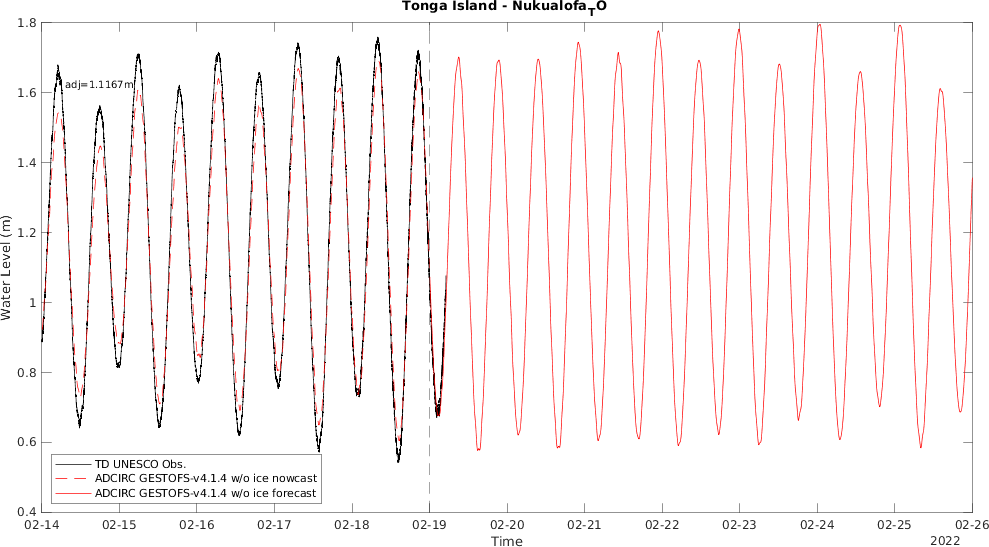 Tonga Island - Nukualofa_TO
1.8
1.6
1.4
1.2
1
0.8
0.6
0.4
Water Level (m)
adj=1.1167m
TD UNESCO Obs.
ADCIRC GESTOFS-v4.1.4 w/o ice nowcast
ADCIRC GESTOFS-v4.1.4 w/o ice forecast
02-14 02-15 02-16 02-17 02-18 02-19 02-20 02-21 02-22 02-23 02-24 02-25 02-26
Time
2022